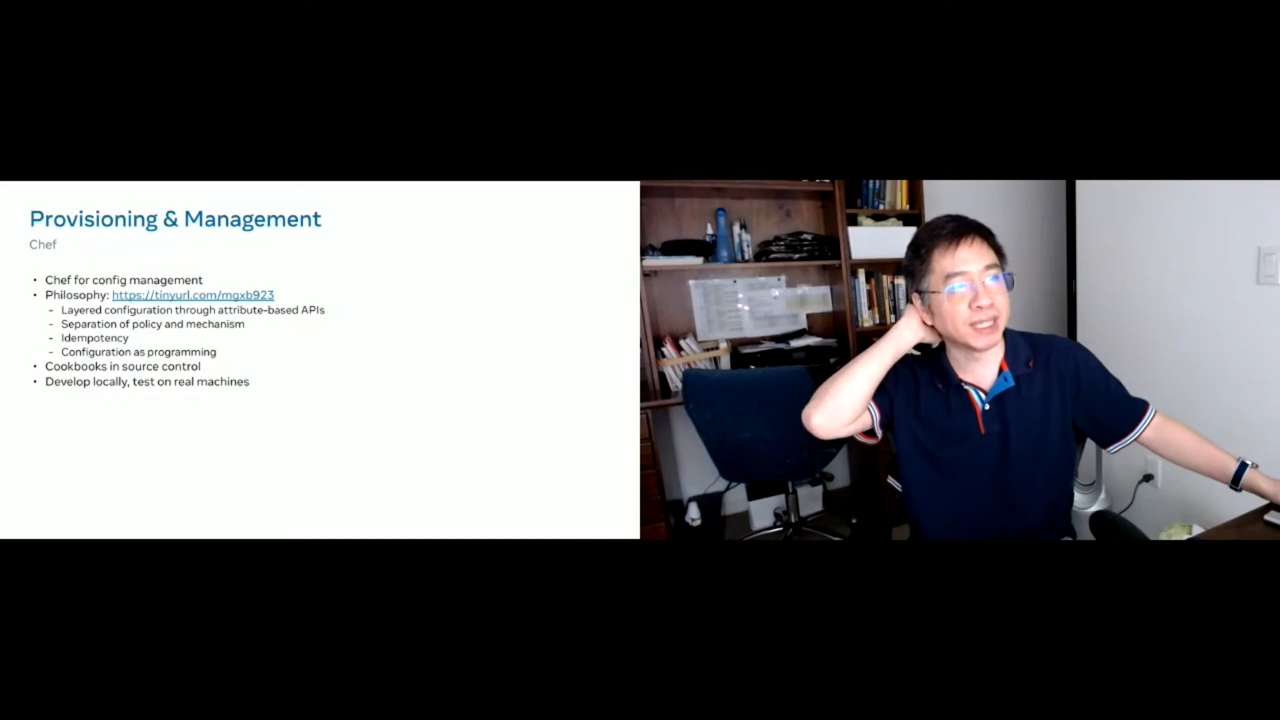 Provisioning & Management
Chef
• Chef for config management
• Philosophy: https://tinyurl.com/mgxb923
- Layered configuration through attribute-based APIs
- Separation of policy and mechanism
- Idempotency
- Configuration as programming
• Cookbooks in source control
• Develop locally, test on real machines